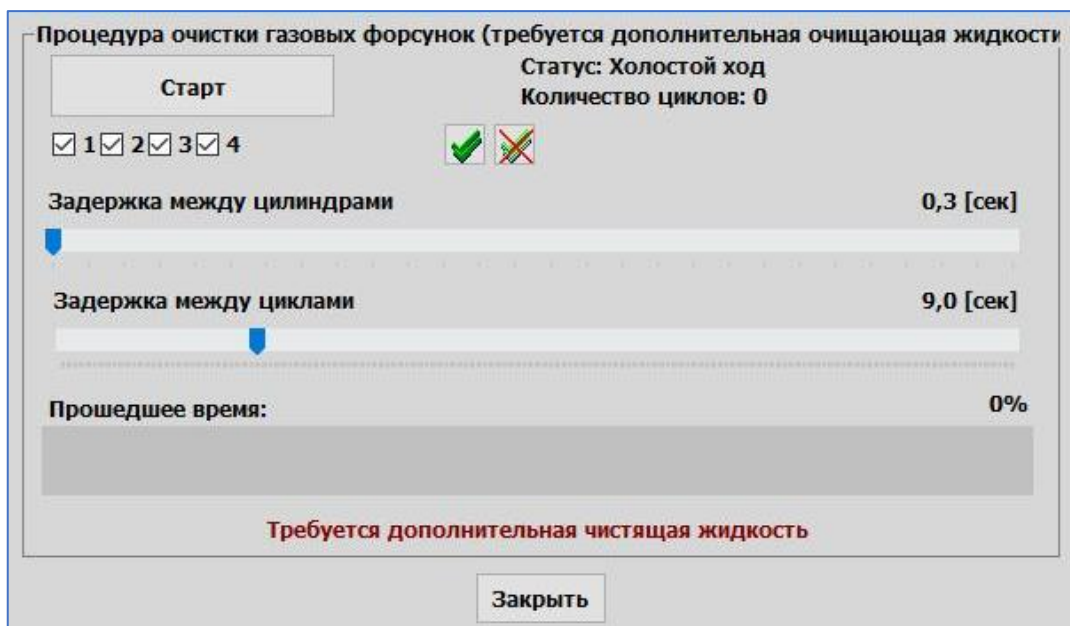 Процедура очистки газовых форсунок (требуется дополнительная очищающая жидкости
Старт
Статус: Холостой ход
Количество циклов: 0
1 2 3 4
Задержка между цилиндрами 0,3 [сек]
Задержка между циклами 9,0 [сек]
Прошедшее время: 0%
Требуется дополнительная чистящая жидкость
Закрыть